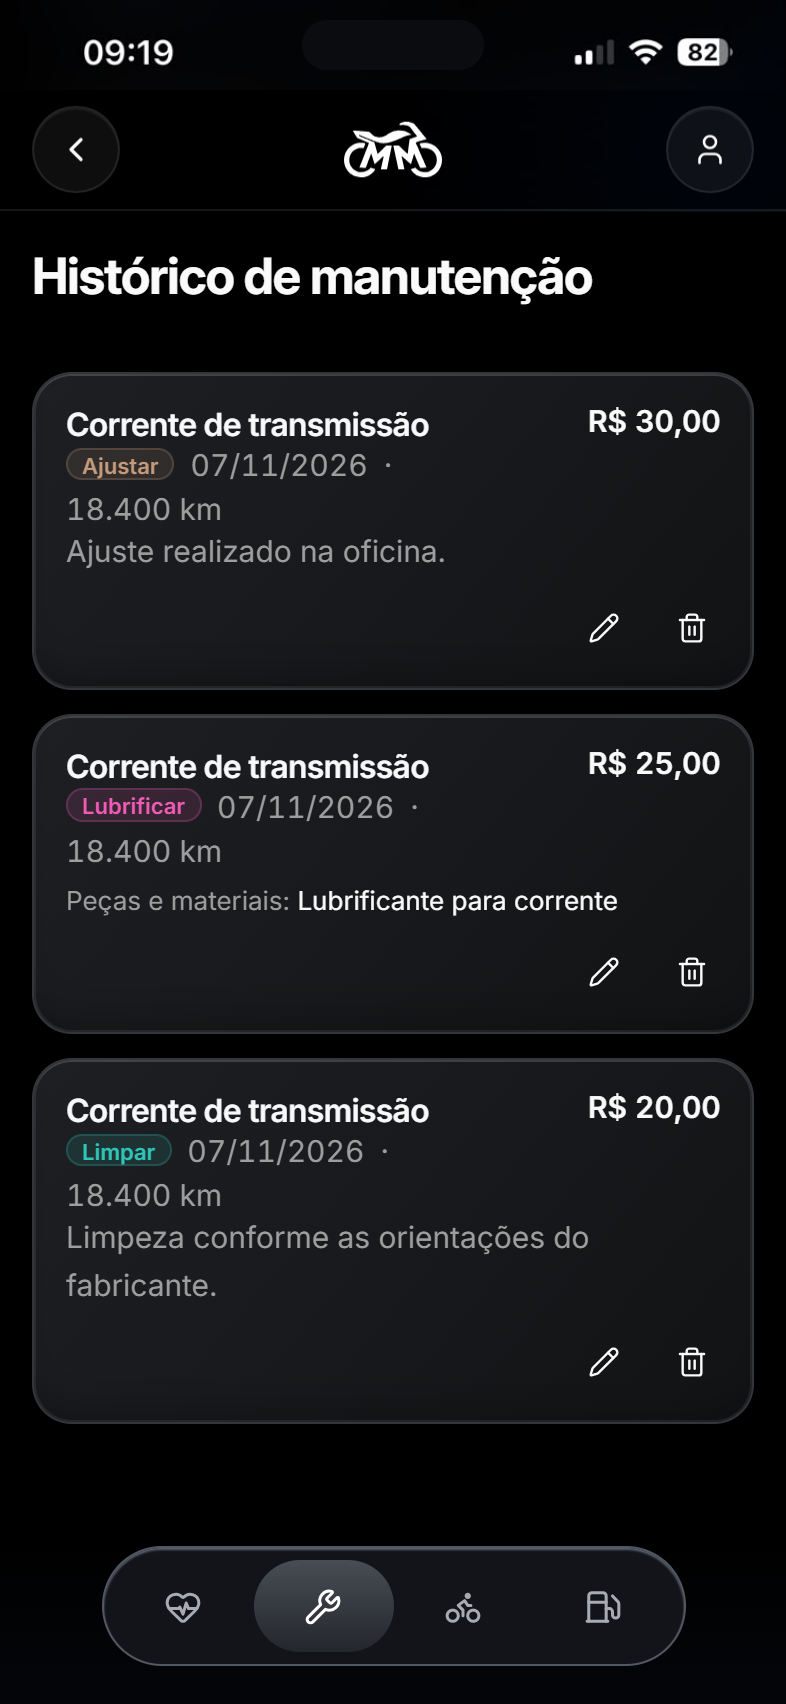 09:19
82
MM
Histórico de manutenção
Corrente de transmissão
R$ 30,00
Ajustar 07/11/2026 ·
18.400 km
Ajuste realizado na oficina.
Corrente de transmissão
R$ 25,00
Lubrificar 07/11/2026 ·
18.400 km
Peças e materiais: Lubrificante para corrente
Corrente de transmissão
R$ 20,00
Limpar 07/11/2026 ·
18.400 km
Limpeza conforme as orientações do
fabricante.